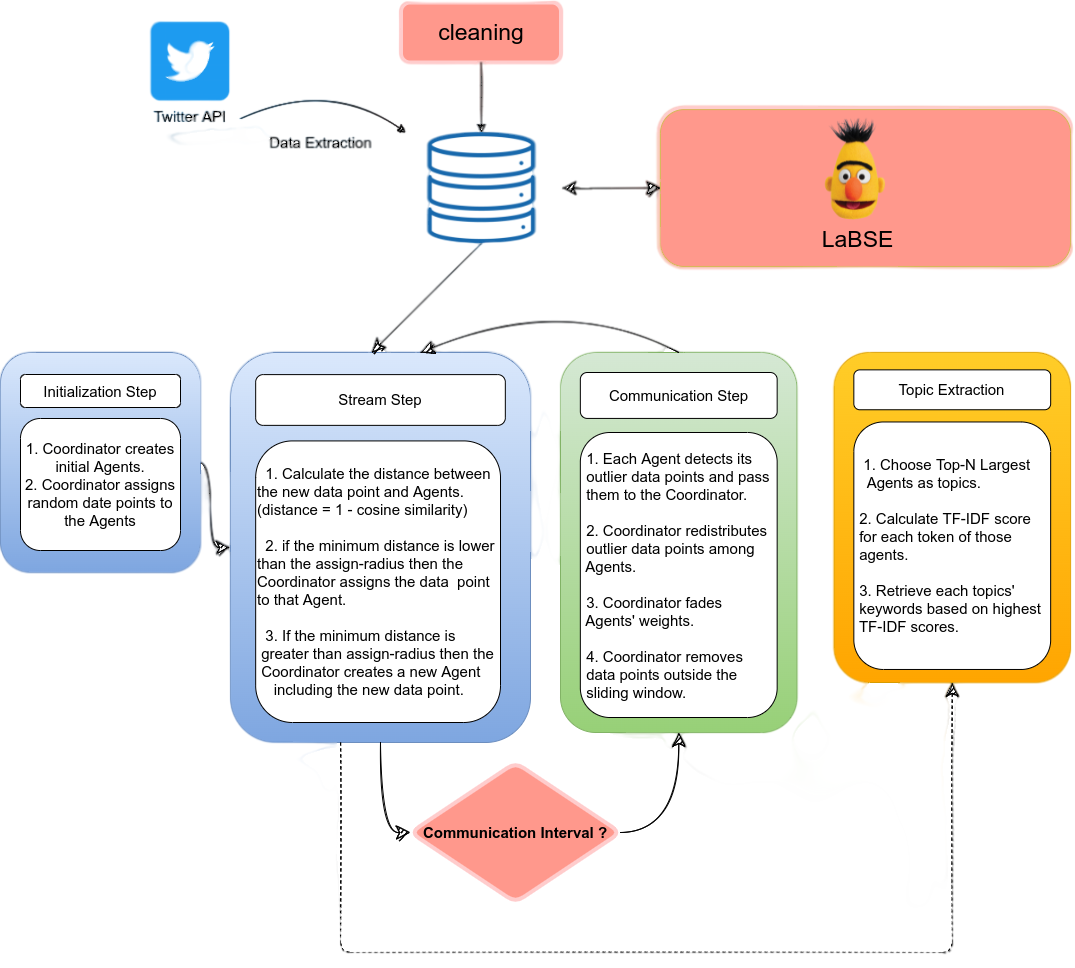 cleaning
Twitter API
Data Extraction
LaBSE
Initialization Step
1. Coordinator creates
initial Agents.
2. Coordinator assigns
random date points to
the Agents
Stream Step
1. Calculate the distance between
the new data point and Agents.
(distance = 1 - cosine similarity)
2. if the minimum distance is lower
than the assign-radius then the
Coordinator assigns the data point
to that Agent.
3. If the minimum distance is
greater than assign-radius then the
Coordinator creates a new Agent
including the new data point.
Communication Step
1. Each Agent detects its
outlier data points and pass
them to the Coordinator.
2. Coordinator redistributes
outlier data points among
Agents.
3. Coordinator fades
Agents' weights.
4. Coordinator removes
data points outside the
sliding window.
Topic Extraction
1. Choose Top-N Largest
Agents as topics.
2. Calculate TF-IDF score
for each token of those
agents.
3. Retrieve each topics'
keywords based on highest
TF-IDF scores.
Communication Interval ?